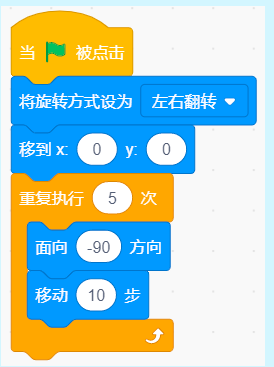 当 被点击
将旋转方式设为 左右翻转
移到 x: 0 y: 0
重复执行 5 次
面向 -90 方向
移动 10 步